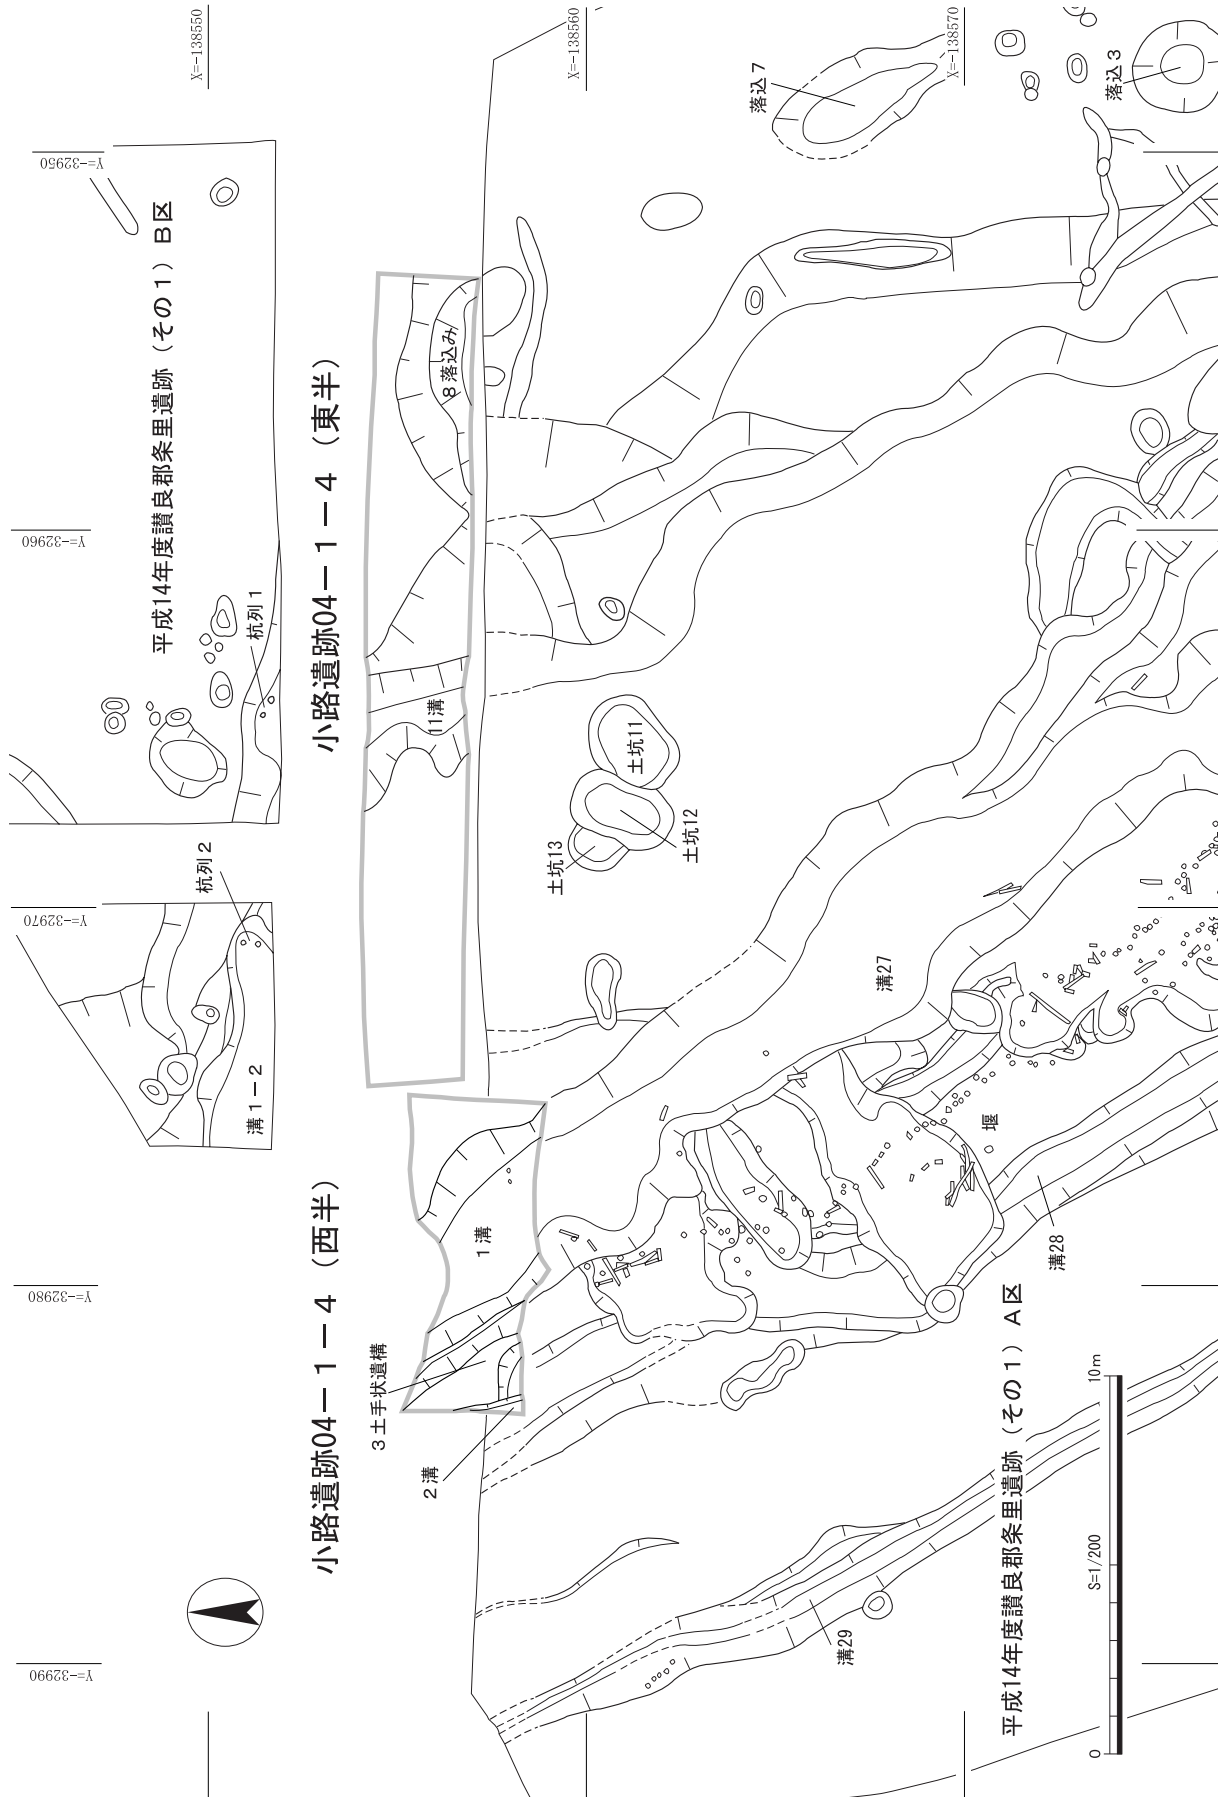 X=-138550
X=-138560
X=-138570
Y=-32950
Y=-32960
Y=-32970
Y=-32980
Y=-32990
平成14年度讃良郡条里遺跡（その１）Ｂ区
杭列１
杭列２
溝１－２
小路遺跡04－１－４（東半）
８落込み
11溝
小路遺跡04－１－４（西半）
１溝
３土手状遺構
２溝
落込７
落込３
土坑11
土坑12
土坑13
溝27
堰
溝28
溝29
平成14年度讃良郡条里遺跡（その１）Ａ区
0
S=1/200
10m